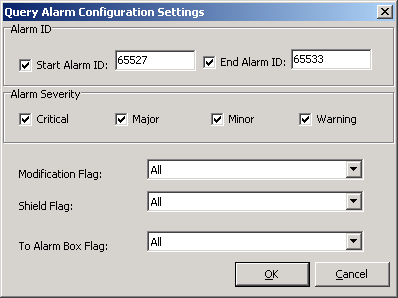 Query Alarm Configuration Settings
Alarm ID
Start Alarm ID: 65527 End Alarm ID: 65533
Alarm Severity
Critical Major Minor Warning
Modification Flag: All
Shield Flag: All
To Alarm Box Flag: All
OK Cancel